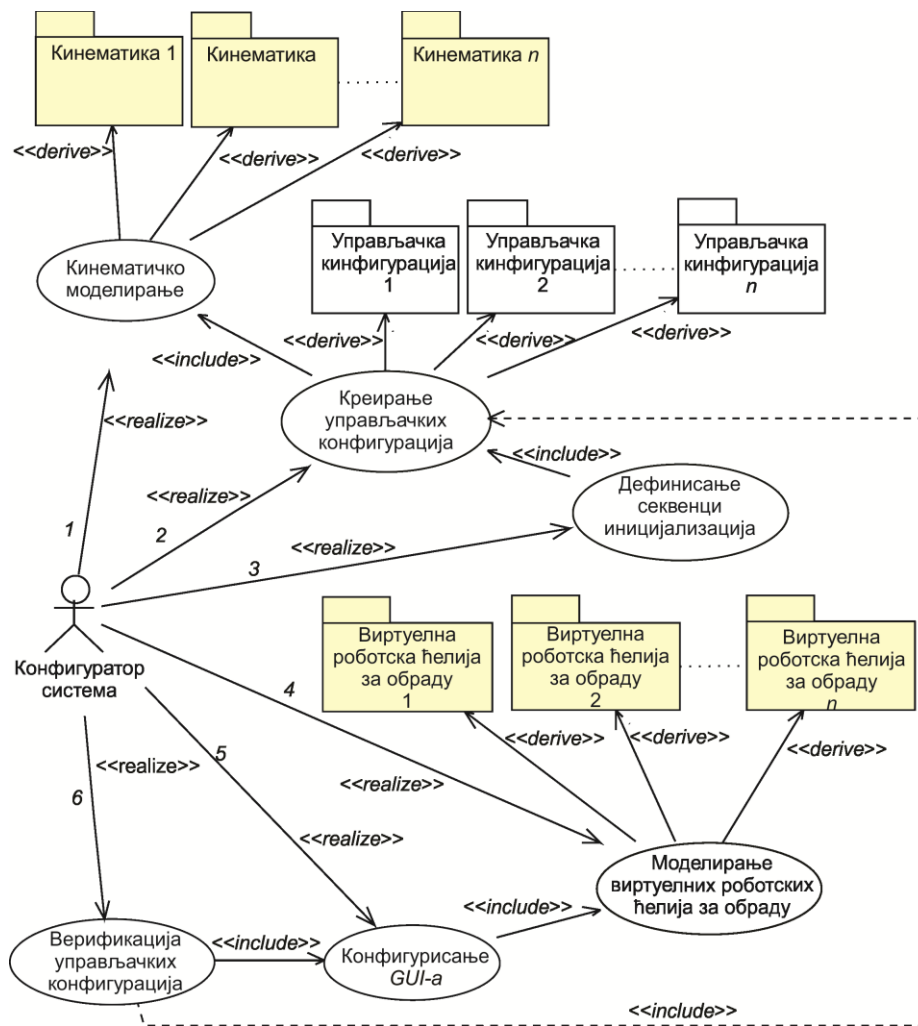 Кинематика 1
Кинематика
Кинематика n
<<derive>>
<<derive>>
<<derive>>
Кинематичко
моделирање
Управљачка
кинфигурација
1
Управљачка
кинфигурација
2
Управљачка
кинфигурација
n
<<include>>
<<derive>>
<<derive>>
<<derive>>
<<realize>>
Креирање
управљачких
конфигурација
<<include>>
<<realize>>
Дефинисање
секвенци
иницијализација
1
2
<<realize>>
3
Конфигуратор
система
Виртуелна
роботска ћелија
за обраду
1
Виртуелна
роботска ћелија
за обраду
2
Виртуелна
роботска ћелија
за обраду
n
4
<<realize>>
5
6
<<derive>>
<<derive>>
<<derive>>
<<realize>>
<<realize>>
Моделирање
виртуелних роботских
ћелија за обраду
<<include>>
Верификација
управљачких
конфигурација
<<include>>
Конфигурисање
GUI-а
<<include>>